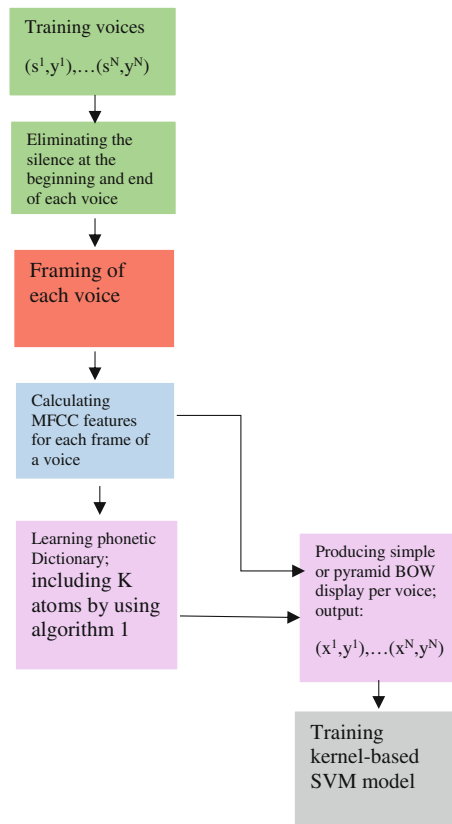 Training voices
(s¹,y¹),…(sᴺ,yᴺ)
Eliminating the
silence at the
beginning and end
of each voice
Framing of
each voice
Calculating
MFCC features
for each frame of
a voice
Learning phonetic
Dictionary;
including K
atoms by using
algorithm 1
Producing simple
or pyramid BOW
display per voice;
output:
(x¹,y¹),…(xᴺ,yᴺ)
Training
kernel-based
SVM model